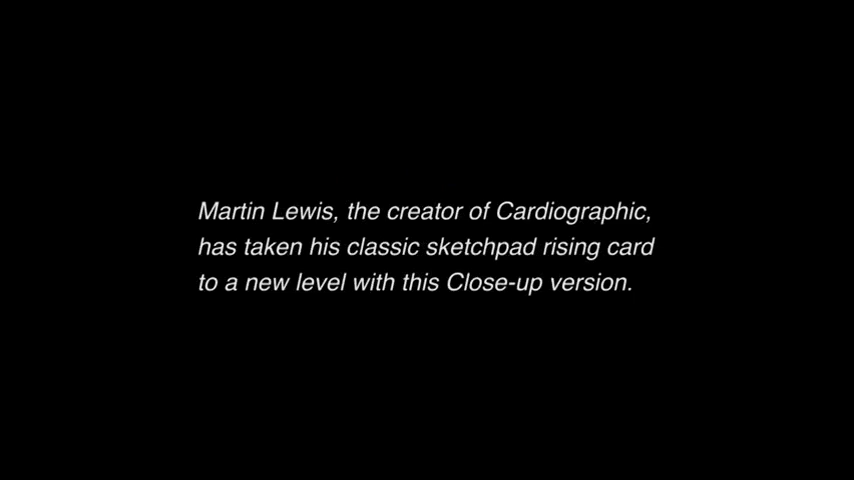 Martin Lewis, the creator of Cardiographic,
has taken his classic sketchpad rising card
to a new level with this Close-up version.